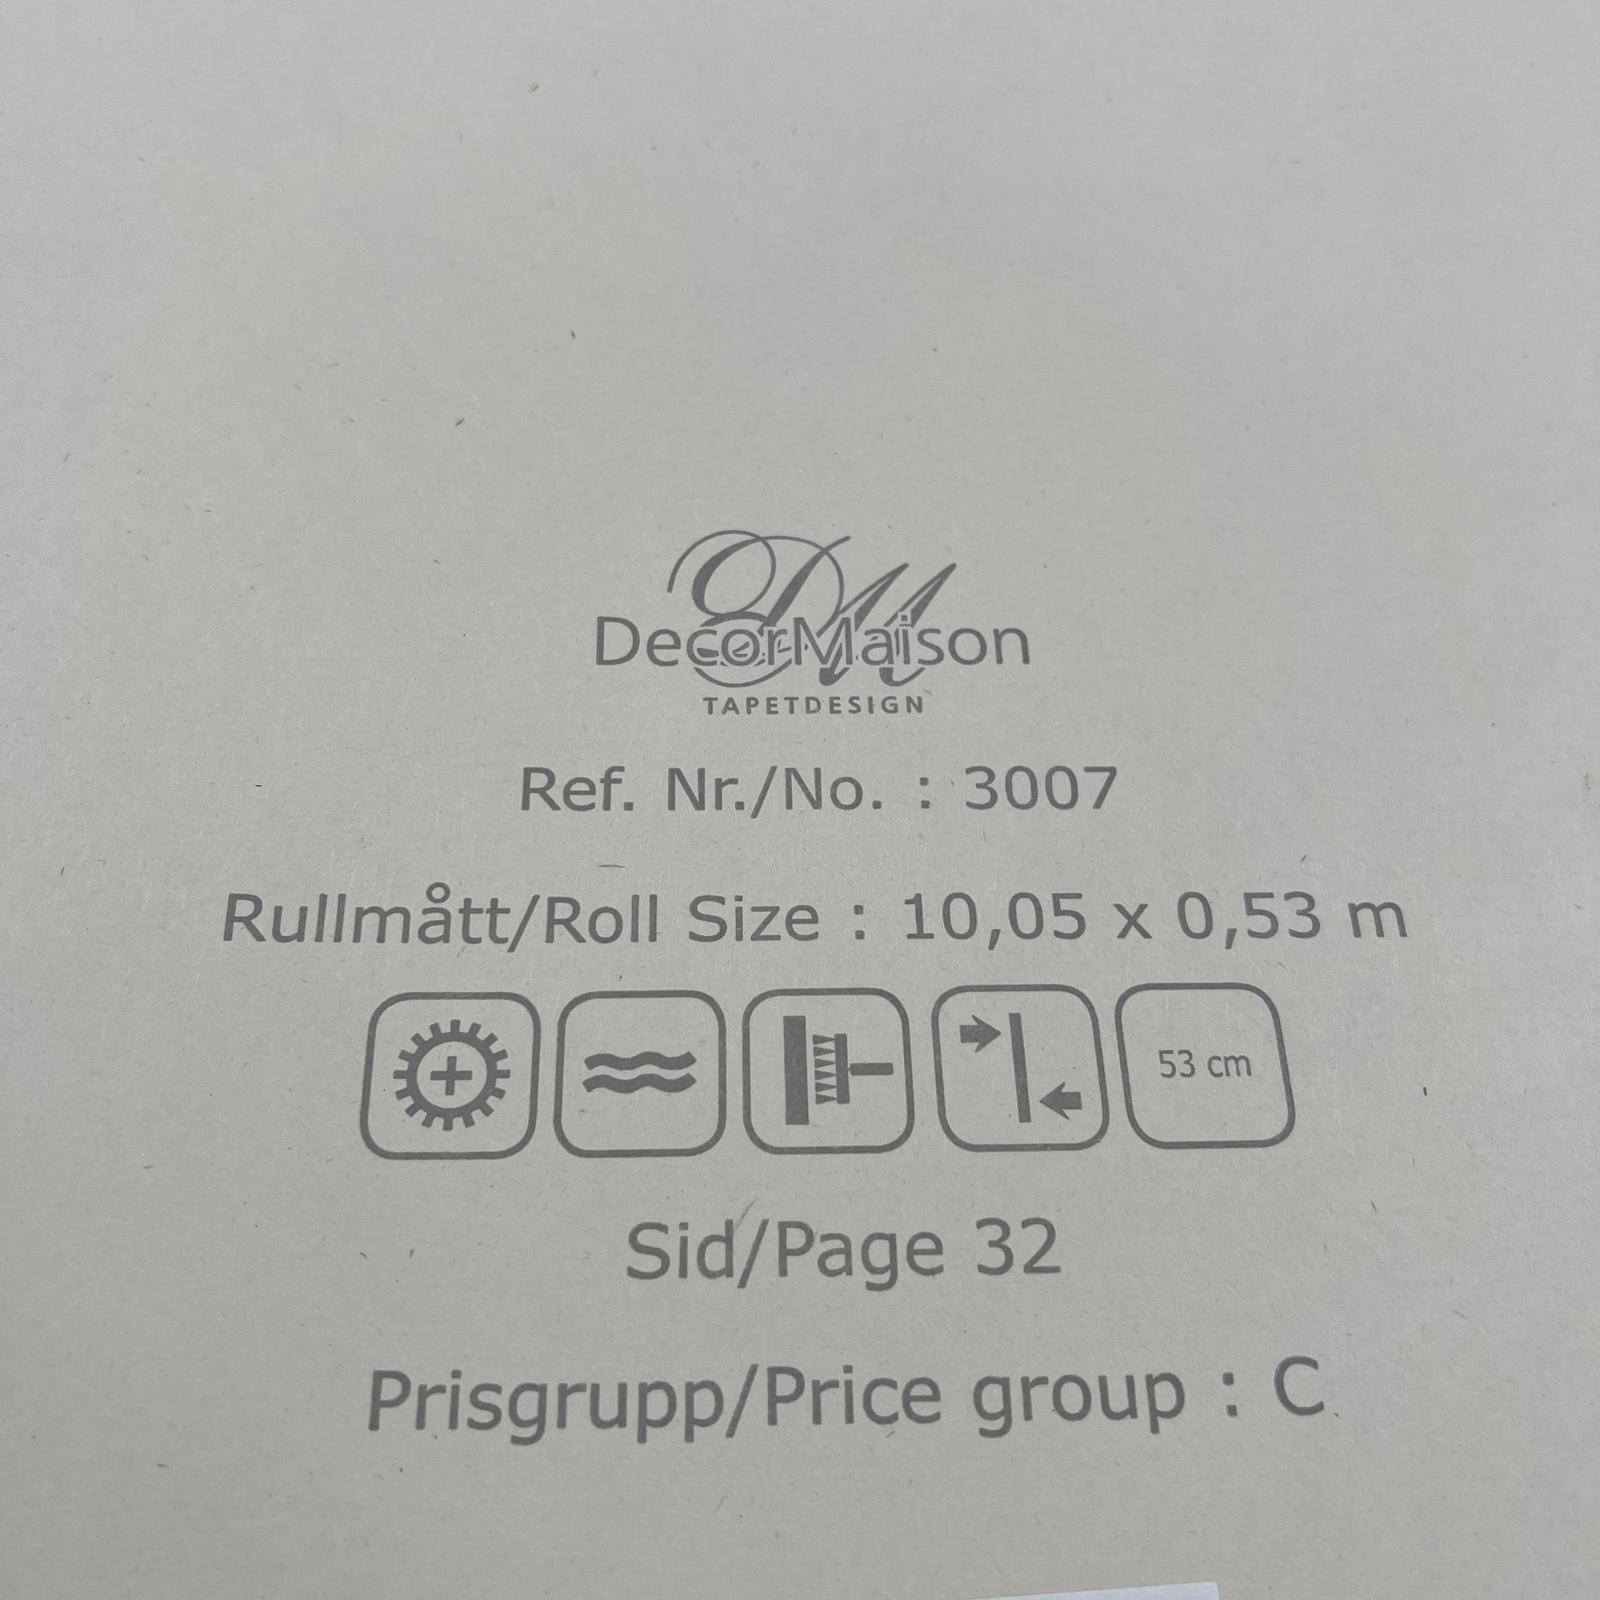 DM
DecorMaison
TAPETDESIGN
Ref. Nr./No. : 3007
Rullmått/Roll Size : 10,05 x 0,53 m
53 cm
Sid/Page 32
Prisgrupp/Price group : C